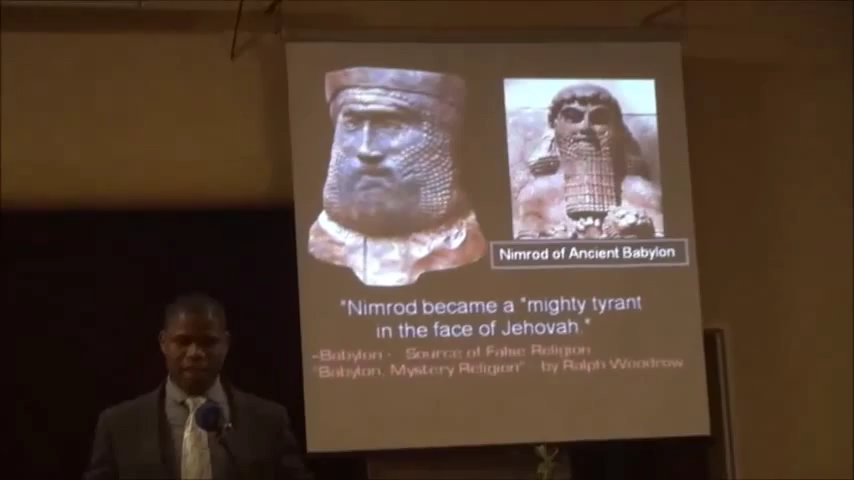 Nimrod of Ancient Babylon
"Nimrod became a "mighty tyrant
in the face of Jehovah."
-Babylon - Source of False Religion
"Babylon, Mystery Religion" by Ralph Woodrow